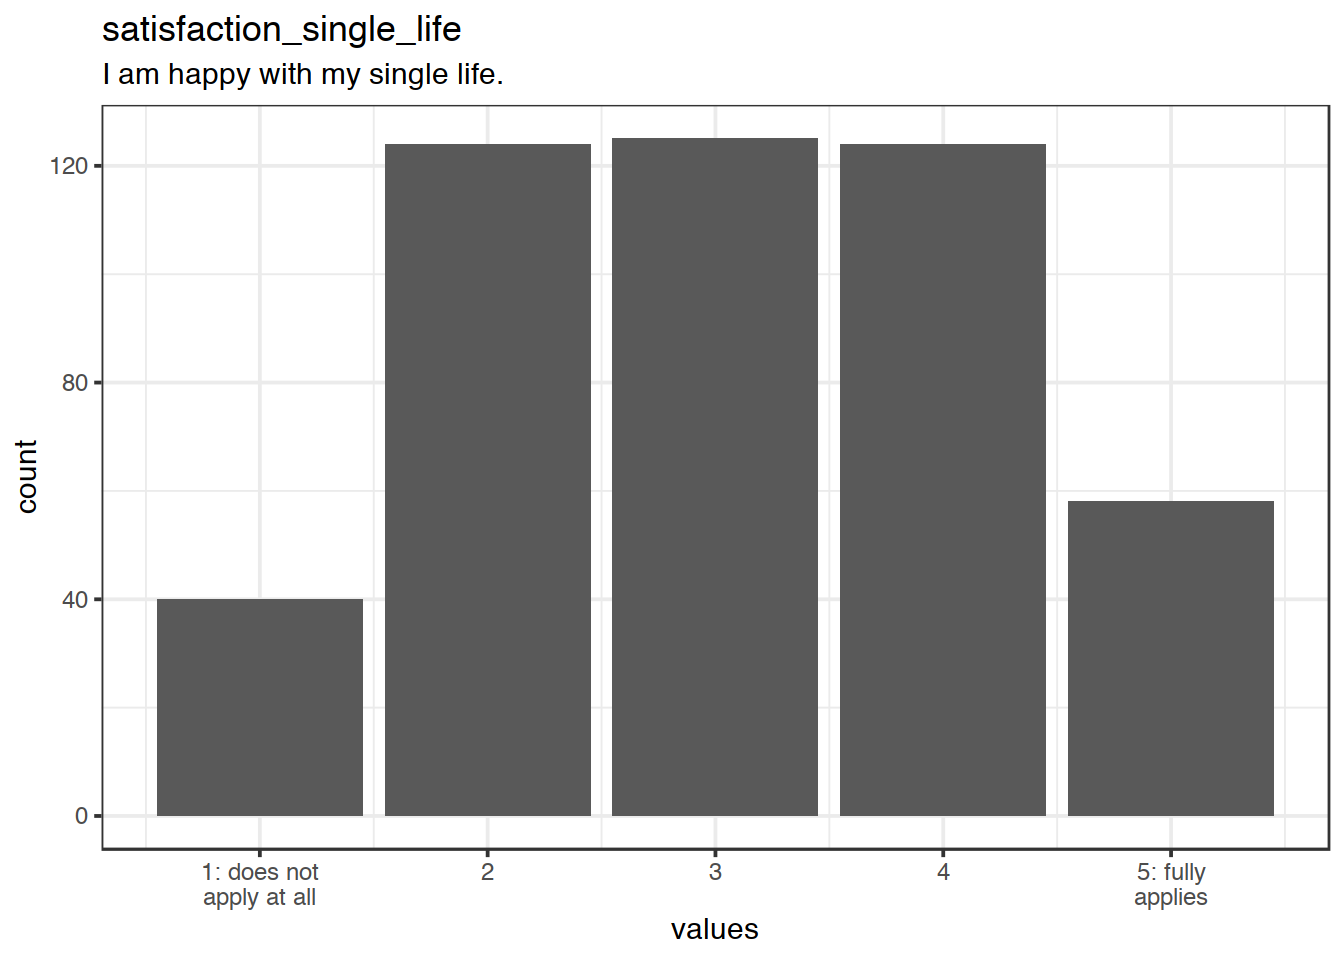 satisfaction_single_life
I am happy with my single life.
count
120
80
40
0
1: does not
apply at all
2
3
4
5: fully
applies
values